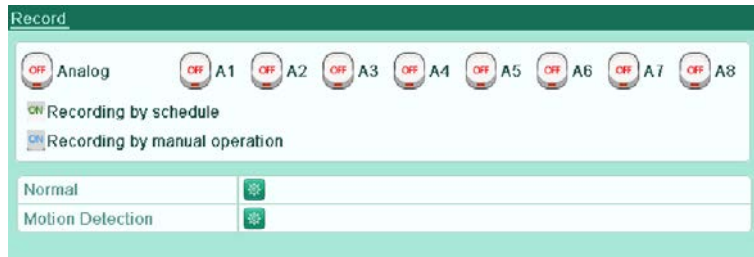 Record
OFF Analog OFF A1 OFF A2 OFF A3 OFF A4 OFF A5 OFF A6 OFF A7 OFF A8
ON Recording by schedule
ON Recording by manual operation
Normal
Motion Detection